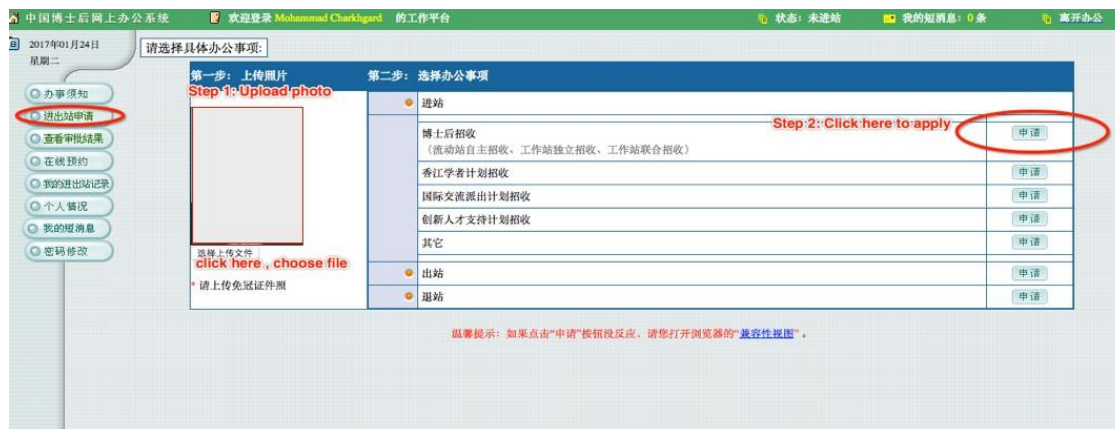 中国博士后网上办公系统 欢迎登录 Mohammad Charkhgard 的工作平台 状态：未进站 我的短消息：0 条 离开办公
2017年01月24日
星期二
办事须知
进出站申请
查看审批结果
在线预约
我的进出站记录
个人情况
我的短消息
密码修改
请选择具体办公事项：
第一步： 上传照片
Step 1: Upload photo
选择上传文件
click here , choose file
* 请上传免冠证件照
第二步： 选择办公事项
进站
博士后招收
（流动站自主招收、工作站独立招收、工作站联合招收）
Step 2: Click here to apply
申请
香江学者计划招收 申请
国际交流派出计划招收 申请
创新人才支持计划招收 申请
其它 申请
出站 申请
退站 申请
温馨提示：如果点击“申请”按钮没反应，请您打开浏览器的“兼容性视图”。